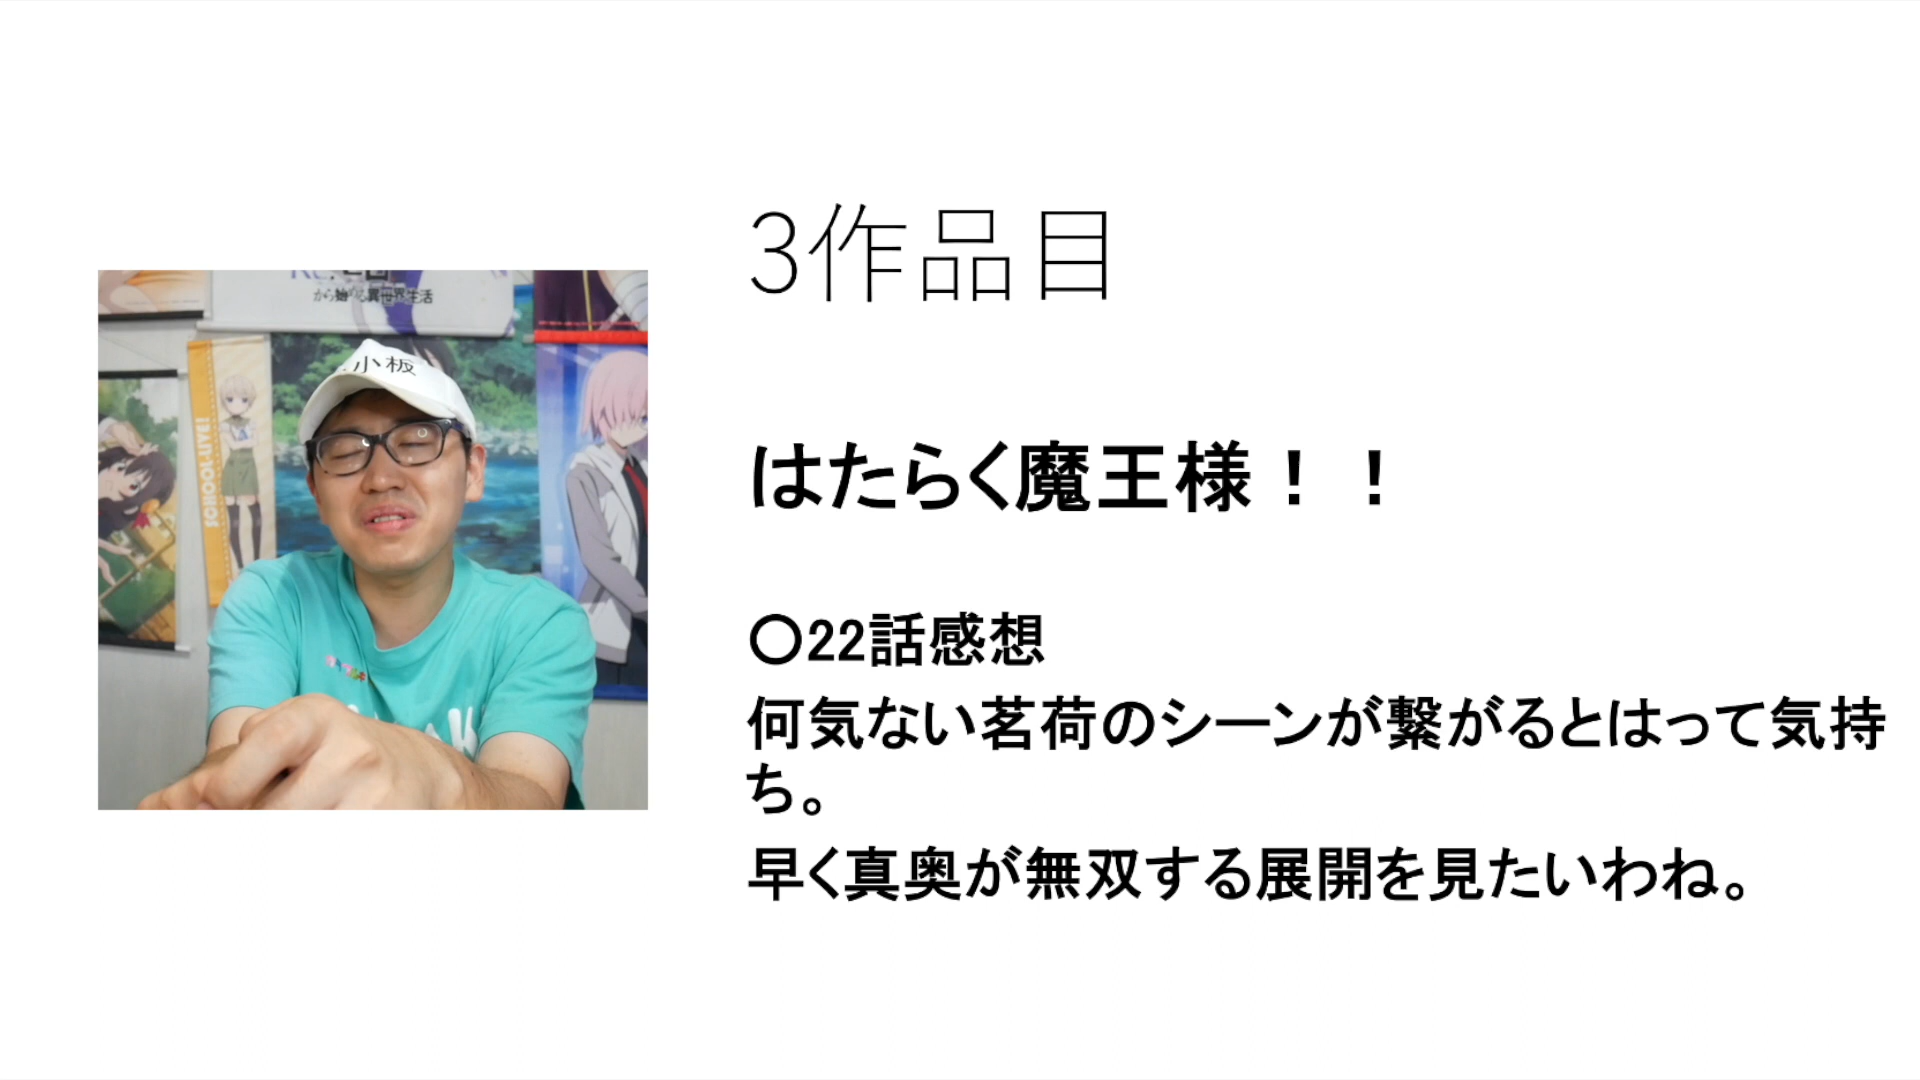 から始める異世界生活
小板
SCHOOL-LIVE!
3作品目
はたらく魔王様！！
〇22話感想
何気ない茗荷のシーンが繋がるとはって気持
ち。
早く真奥が無双する展開を見たいわね。